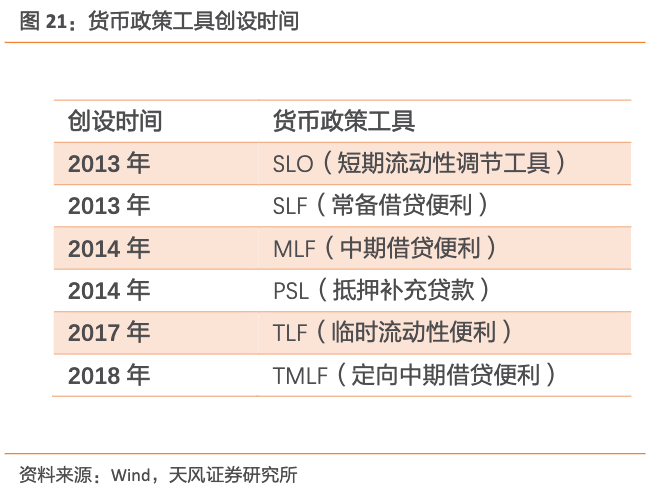 图 21：货币政策工具创设时间
创设时间 货币政策工具
2013 年 SLO（短期流动性调节工具）
2013 年 SLF（常备借贷便利）
2014 年 MLF（中期借贷便利）
2014 年 PSL（抵押补充贷款）
2017 年 TLF（临时流动性便利）
2018 年 TMLF（定向中期借贷便利）
资料来源：Wind，天风证券研究所